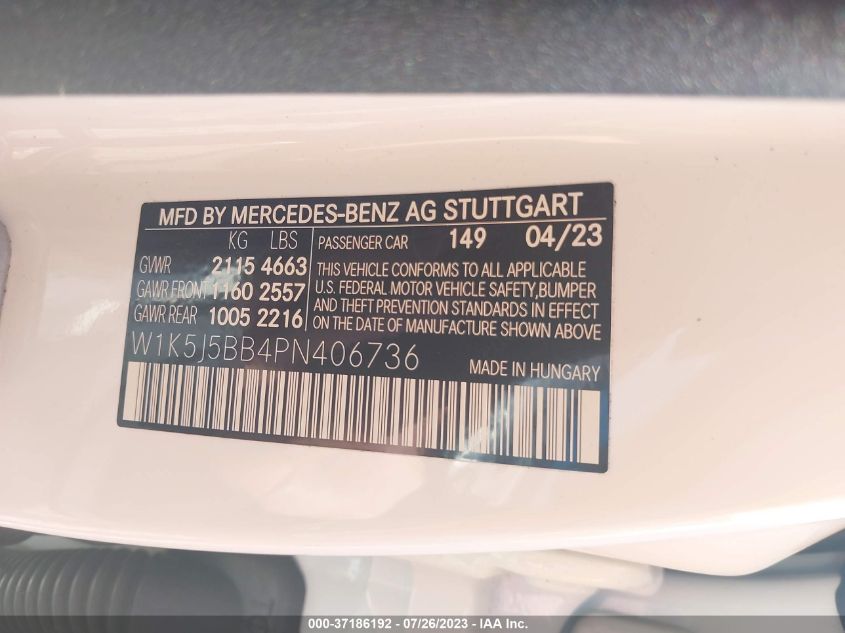 MFD BY MERCEDES-BENZ AG STUTTGART
KG LBS
GVWR 2115 4663
GAWR FRONT 1160 2557
GAWR REAR 1005 2216
PASSENGER CAR 149 04/23
THIS VEHICLE CONFORMS TO ALL APPLICABLE
U.S. FEDERAL MOTOR VEHICLE SAFETY,BUMPER
AND THEFT PREVENTION STANDARDS IN EFFECT
ON THE DATE OF MANUFACTURE SHOWN ABOVE
W1K5J5BB4PN406736
MADE IN HUNGARY
000-37186192 - 07/26/2023 - IAA Inc.